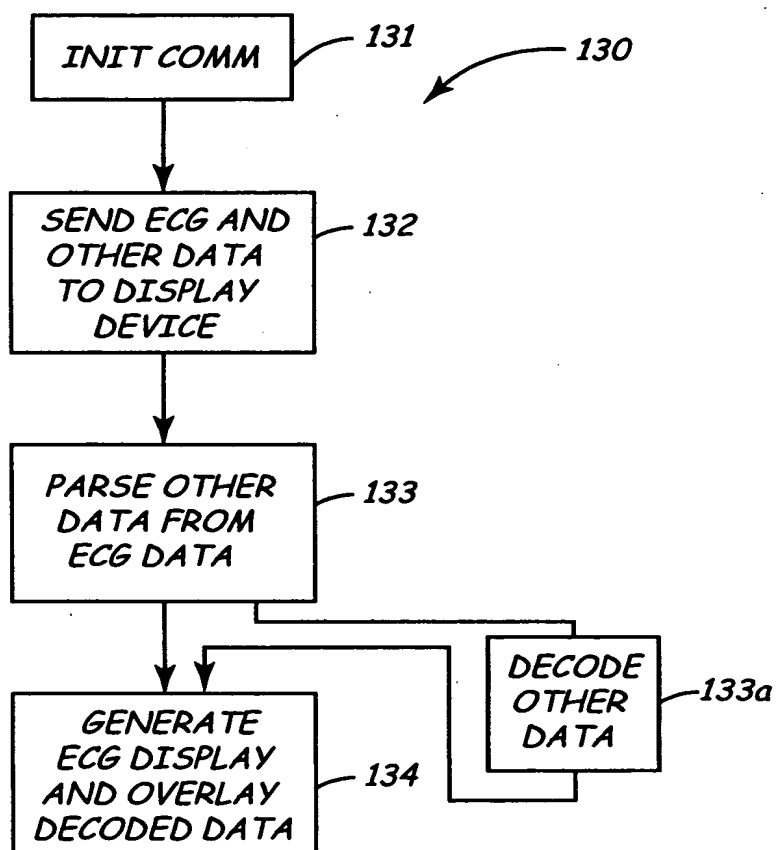 INIT COMM
131
130
SEND ECG AND
OTHER DATA
TO DISPLAY
DEVICE
132
PARSE OTHER
DATA FROM
ECG DATA
133
DECODE
OTHER
DATA
133a
GENERATE
ECG DISPLAY
AND OVERLAY
DECODED DATA
134